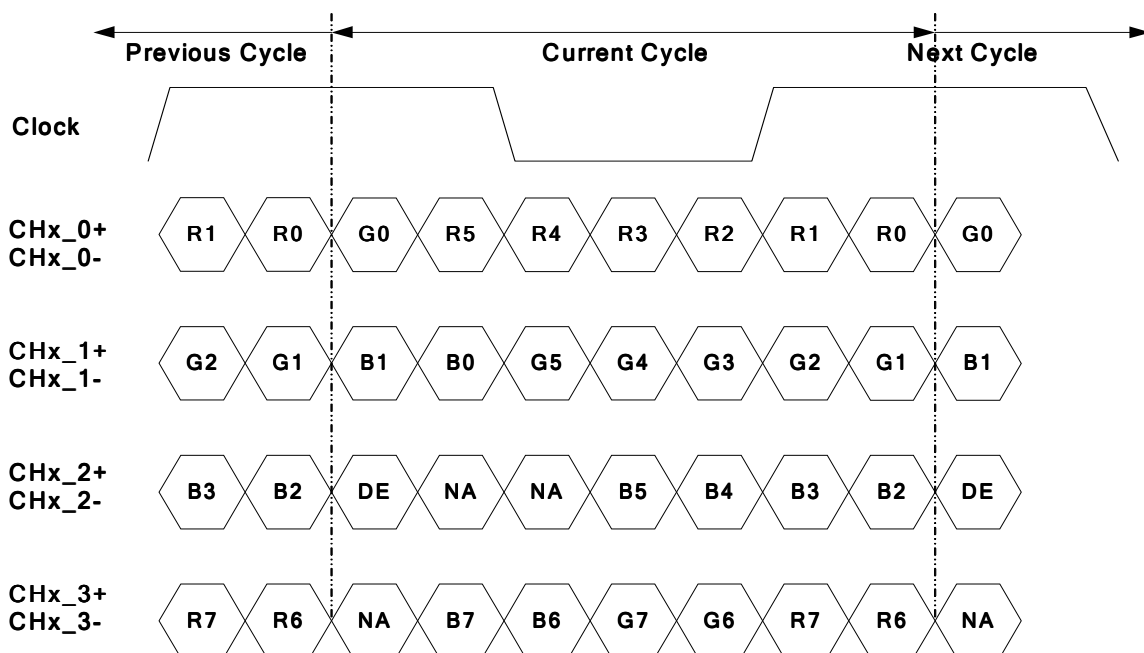 Previous Cycle Current Cycle Next Cycle
Clock
CHx_0+
CHx_0-
R1 R0 G0 R5 R4 R3 R2 R1 R0 G0
CHx_1+
CHx_1-
G2 G1 B1 B0 G5 G4 G3 G2 G1 B1
CHx_2+
CHx_2-
B3 B2 DE NA NA B5 B4 B3 B2 DE
CHx_3+
CHx_3-
R7 R6 NA B7 B6 G7 G6 R7 R6 NA